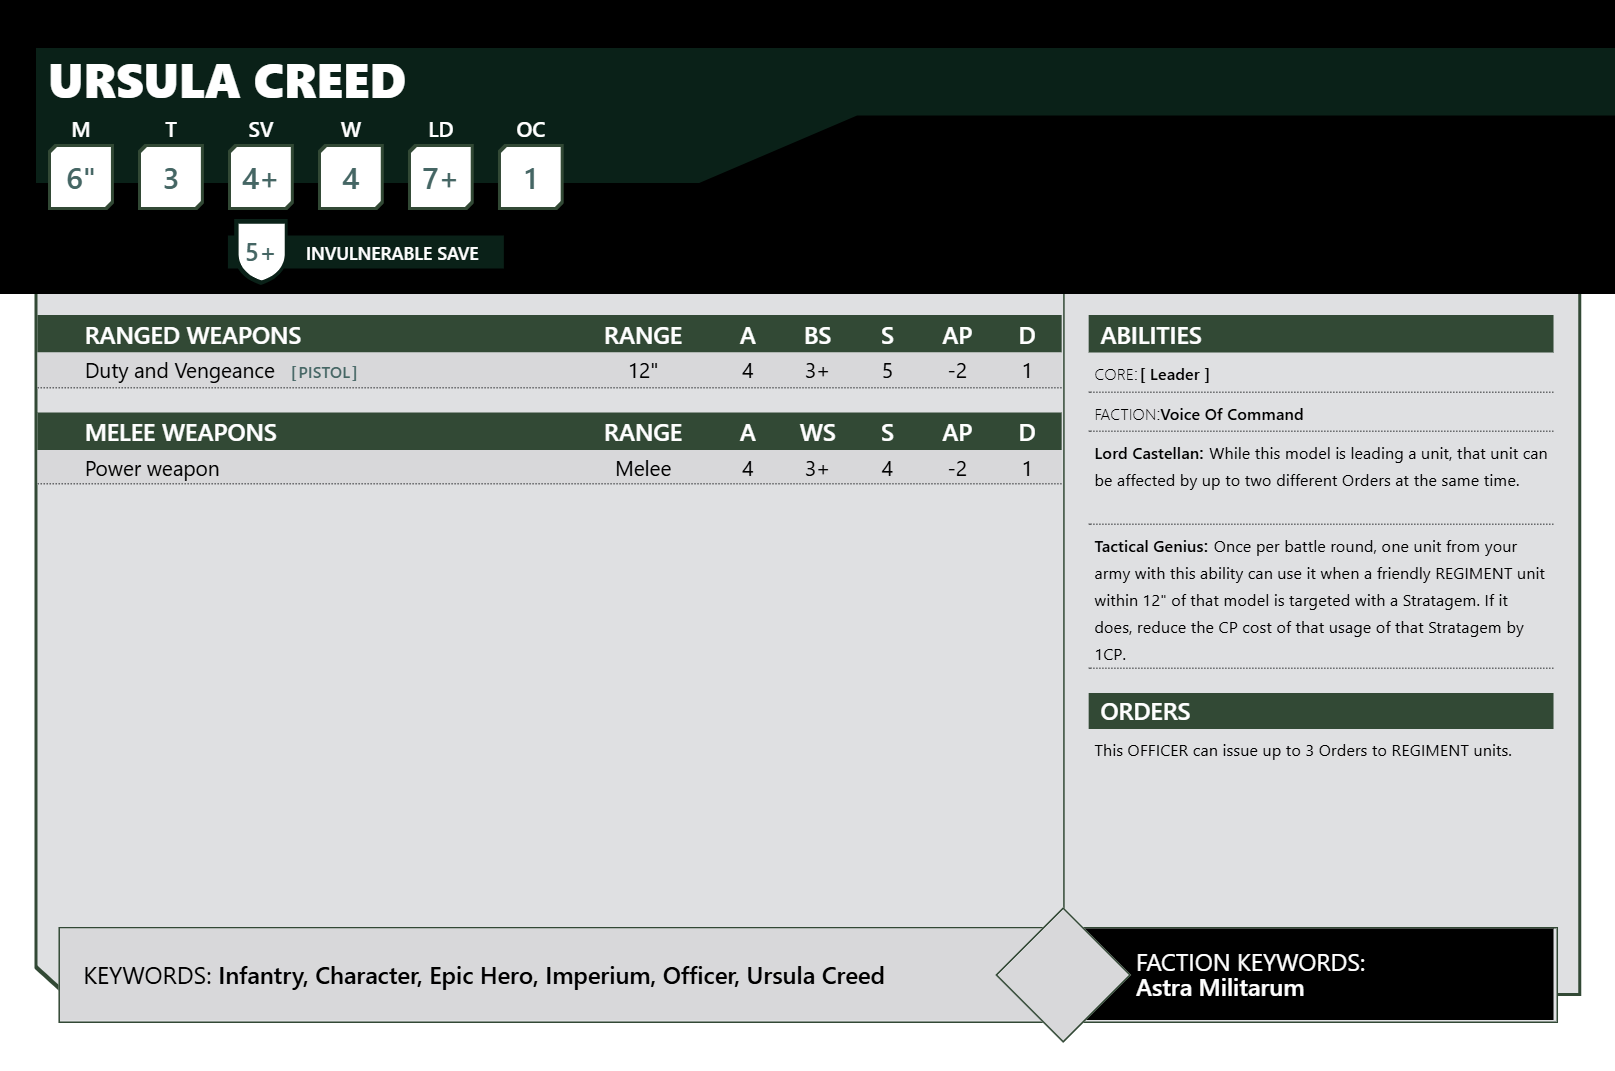 URSULA CREED
M T SV W LD OC
6" 3 4+ 4 7+ 1
5+ INVULNERABLE SAVE
RANGED WEAPONS RANGE A BS S AP D
Duty and Vengeance [PISTOL] 12" 4 3+ 5 -2 1
MELEE WEAPONS RANGE A WS S AP D
Power weapon Melee 4 3+ 4 -2 1
ABILITIES
CORE:[ Leader ]
FACTION:Voice Of Command
Lord Castellan: While this model is leading a unit, that unit can
be affected by up to two different Orders at the same time.
Tactical Genius: Once per battle round, one unit from your
army with this ability can use it when a friendly REGIMENT unit
within 12" of that model is targeted with a Stratagem. If it
does, reduce the CP cost of that usage of that Stratagem by
1CP.
ORDERS
This OFFICER can issue up to 3 Orders to REGIMENT units.
KEYWORDS: Infantry, Character, Epic Hero, Imperium, Officer, Ursula Creed
FACTION KEYWORDS:
Astra Militarum